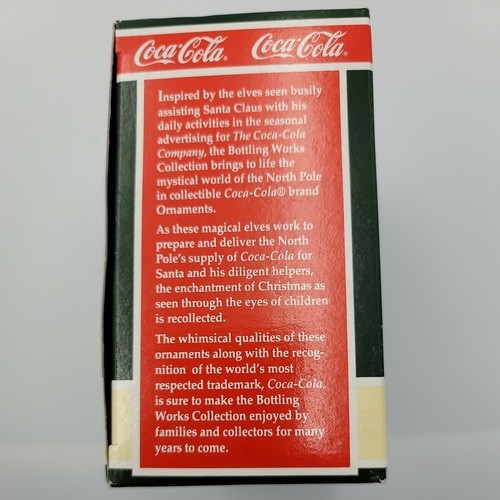 Coca-Cola® Coca-Cola®
Inspired by the elves seen busily
assisting Santa Claus with his
daily activities in the seasonal
advertising for The Coca-Cola
Company, the Bottling Works
Collection brings to life the
mystical world of the North Pole
in collectible Coca-Cola® brand
Ornaments.
As these magical elves work to
prepare and deliver the North
Pole's supply of Coca-Cola for
Santa and his diligent helpers,
the enchantment of Christmas as
seen through the eyes of children
is recollected.
The whimsical qualities of these
ornaments along with the recog-
nition of the world's most
respected trademark, Coca-Cola,
is sure to make the Bottling
Works Collection enjoyed by
families and collectors for many
years to come.